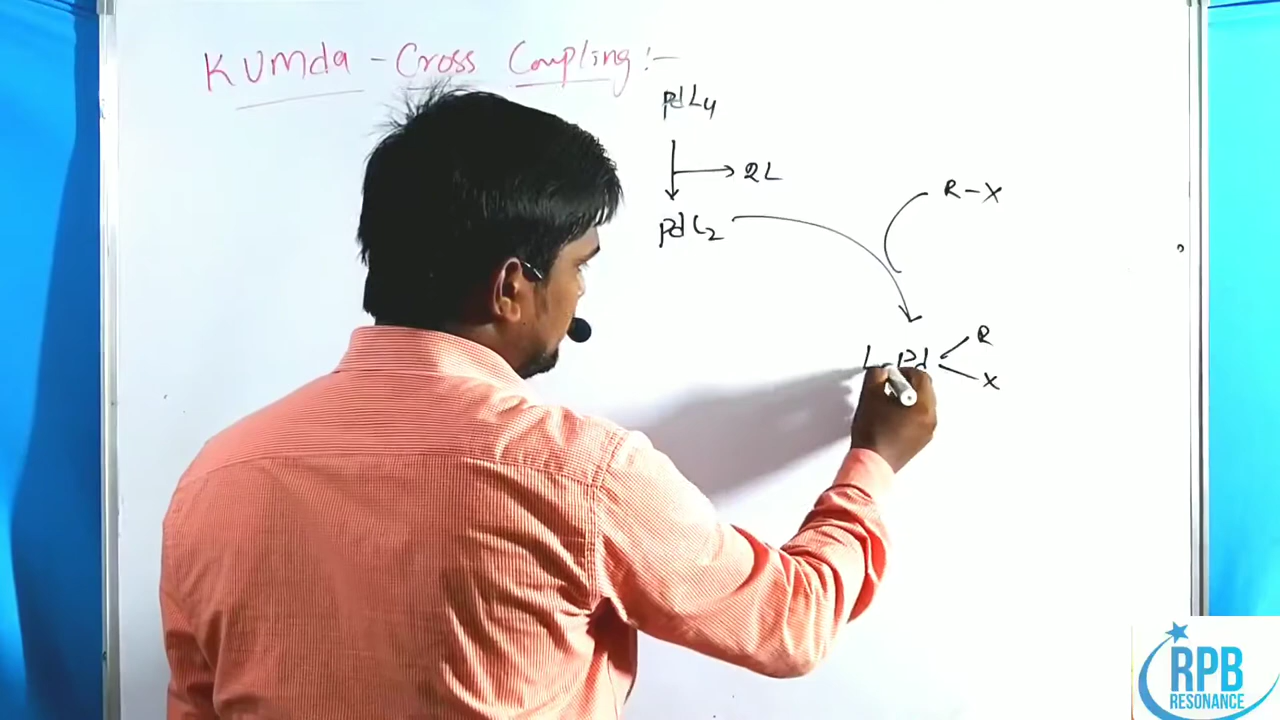 Kumda - Cross Coupling :-
pdL4
2L
R-X
pdL2
R
L-Pd
X
RPB
RESONANCE